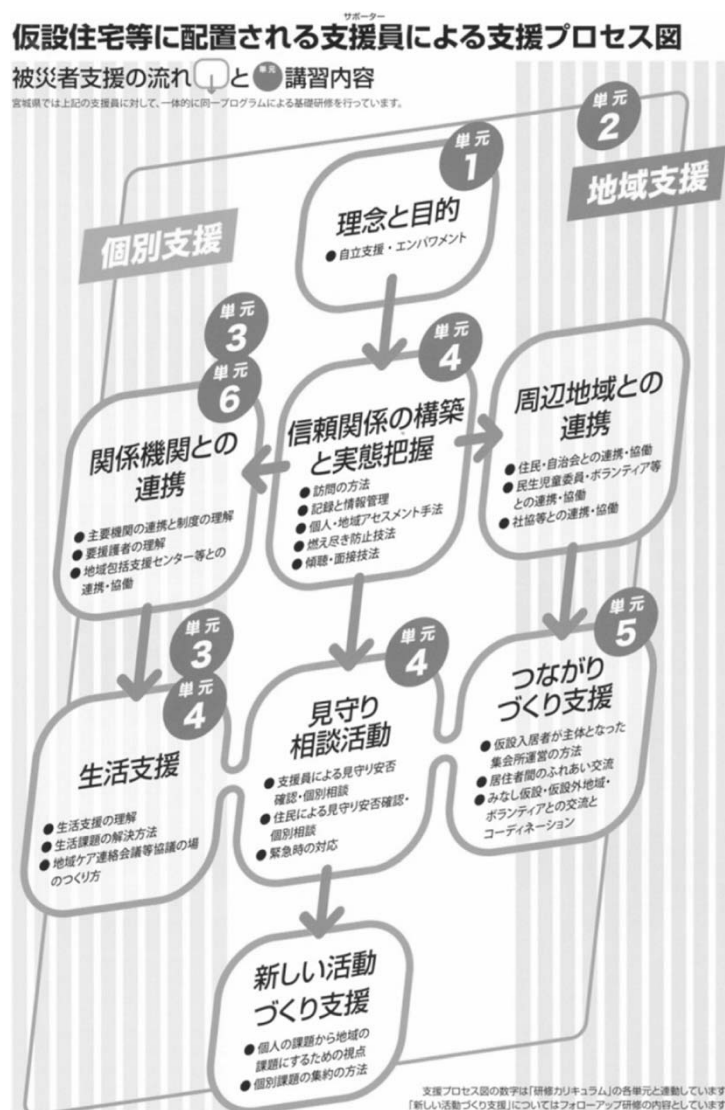 サポーター
仮設住宅等に配置される支援員による支援プロセス図
被災者支援の流れ と 単元 講習内容
宮城県では上記の支援員に対して、一体的に同一プログラムによる基礎研修を行っています。
単元
2
地域支援
個別支援
単元
1
理念と目的
● 自立支援・エンパワメント
単元
3
単元
6
関係機関との
連携
● 主要機関の連携と制度の理解
● 要援護者の理解
● 地域包括支援センター等との
連携・協働
単元
4
信頼関係の構築
と実態把握
● 訪問の方法
● 記録と情報管理
● 個人・地域アセスメント手法
● 燃え尽き防止技法
● 傾聴・面接技法
周辺地域との
連携
● 住民・自治会との連携・協働
● 民生児童委員・ボランティア等
との連携・協働
● 社協等との連携・協働
単元
3
単元
4
生活支援
● 生活支援の理解
● 生活課題の解決方法
● 地域ケア連絡会議等協議の場
のつくり方
単元
4
見守り
相談活動
● 支援員による見守り安否
確認・個別相談
● 住民による見守り安否確認・
個別相談
● 緊急時の対応
単元
5
つながり
づくり支援
● 仮設入居者が主体となった
集会所運営の方法
● 居住者間のふれあい交流
● みなし仮設・仮設外地域・
ボランティアとの交流と
コーディネーション
新しい活動
づくり支援
● 個人の課題から地域の
課題にするための視点
● 個別課題の集約の方法
支援プロセス図の数字は「研修カリキュラム」の各単元と連動しています
「新しい活動づくり支援」についてはフォローアップ研修の内容としています